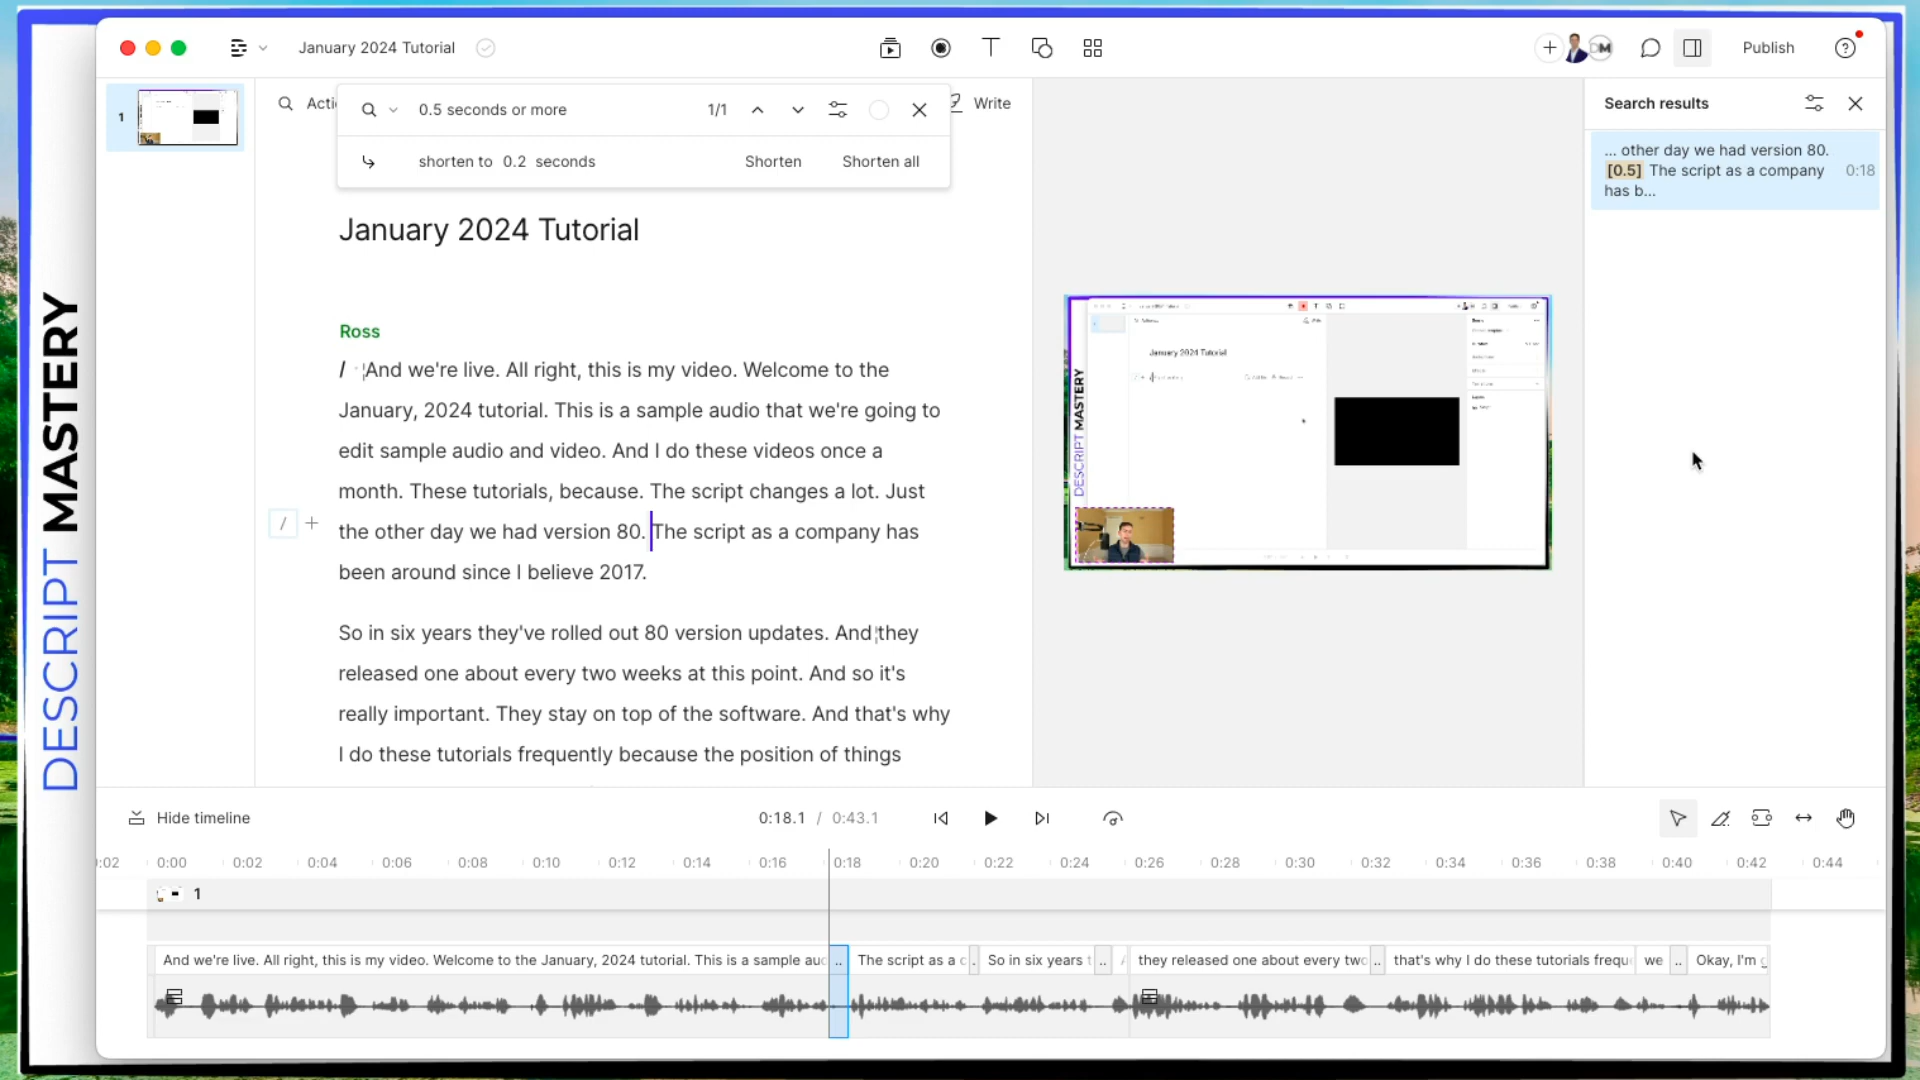 DESCRIPT MASTERY
January 2024 Tutorial
Publish
1
Acti
0.5 seconds or more
1/1
Write
shorten to 0.2 seconds
Shorten
Shorten all
January 2024 Tutorial
Ross
/ And we're live. All right, this is my video. Welcome to the
January, 2024 tutorial. This is a sample audio that we're going to
edit sample audio and video. And I do these videos once a
month. These tutorials, because. The script changes a lot. Just
/ +
the other day we had version 80. The script as a company has
been around since I believe 2017.
So in six years they've rolled out 80 version updates. And they
released one about every two weeks at this point. And so it's
really important. They stay on top of the software. And that's why
I do these tutorials frequently because the position of things
January 2024 Tutorial
DESCRIPT MASTERY
Search results
... other day we had version 80.
[0.5] The script as a company
has b...
0:18
Hide timeline
0:18.1 / 0:43.1
:02 0:00 0:02 0:04 0:06 0:08 0:10 0:12 0:14 0:16 0:18 0:20 0:22 0:24 0:26 0:28 0:30 0:32 0:34 0:36 0:38 0:40 0:42 0:44
1
And we're live. All right, this is my video. Welcome to the January, 2024 tutorial. This is a sample auc .. The script as a c . So in six years t .. they released one about every two .. that's why I do these tutorials frequ we .. Okay, I'm g